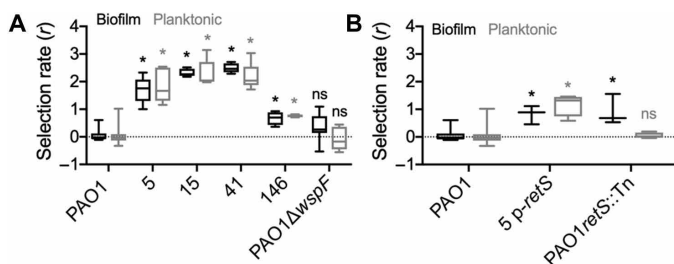 A
Biofilm Planktonic
Selection rate (r)
4
3
2
1
0
−1
* * * * * * * * ns ns
PAO1
5
15
41
146
PAO1ΔwspF
B
Biofilm Planktonic
Selection rate (r)
4
3
2
1
0
−1
* * * ns
PAO1
5 p-retS
PAO1retS::Tn